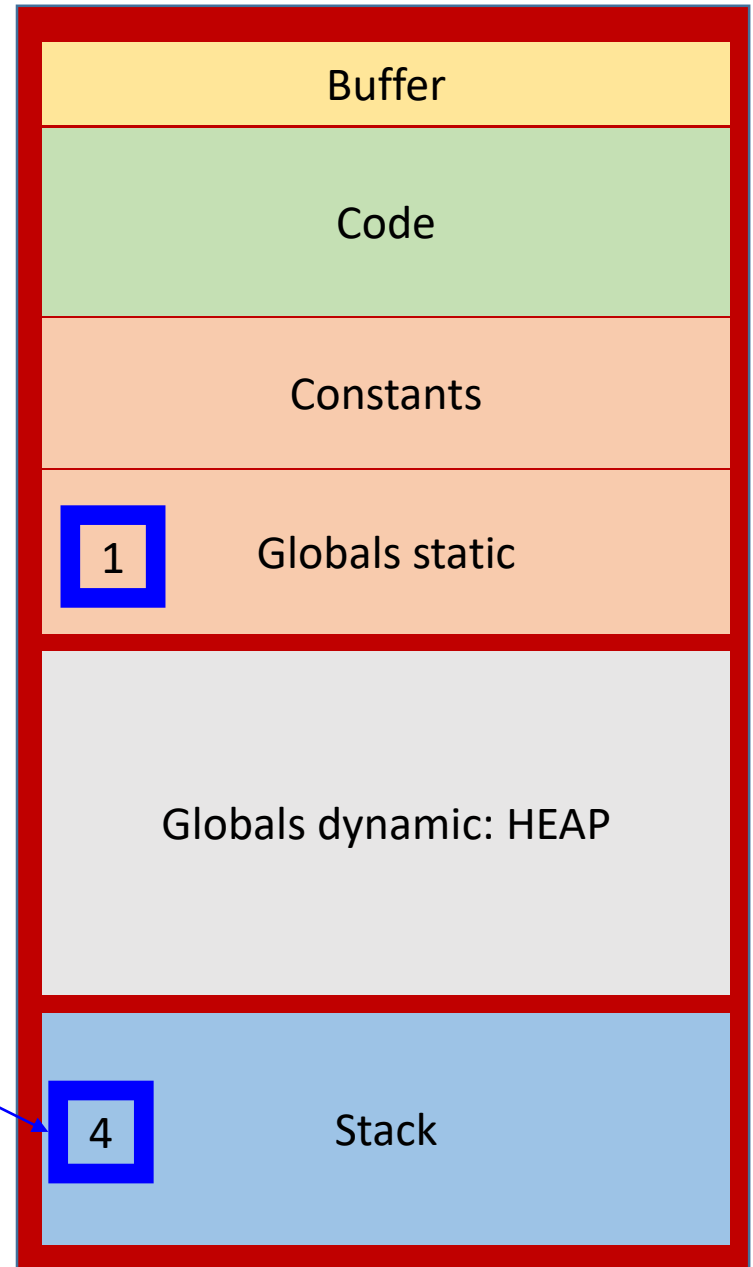 Buffer
Code
Constants
1 Globals static
Globals dynamic: HEAP
4 Stack